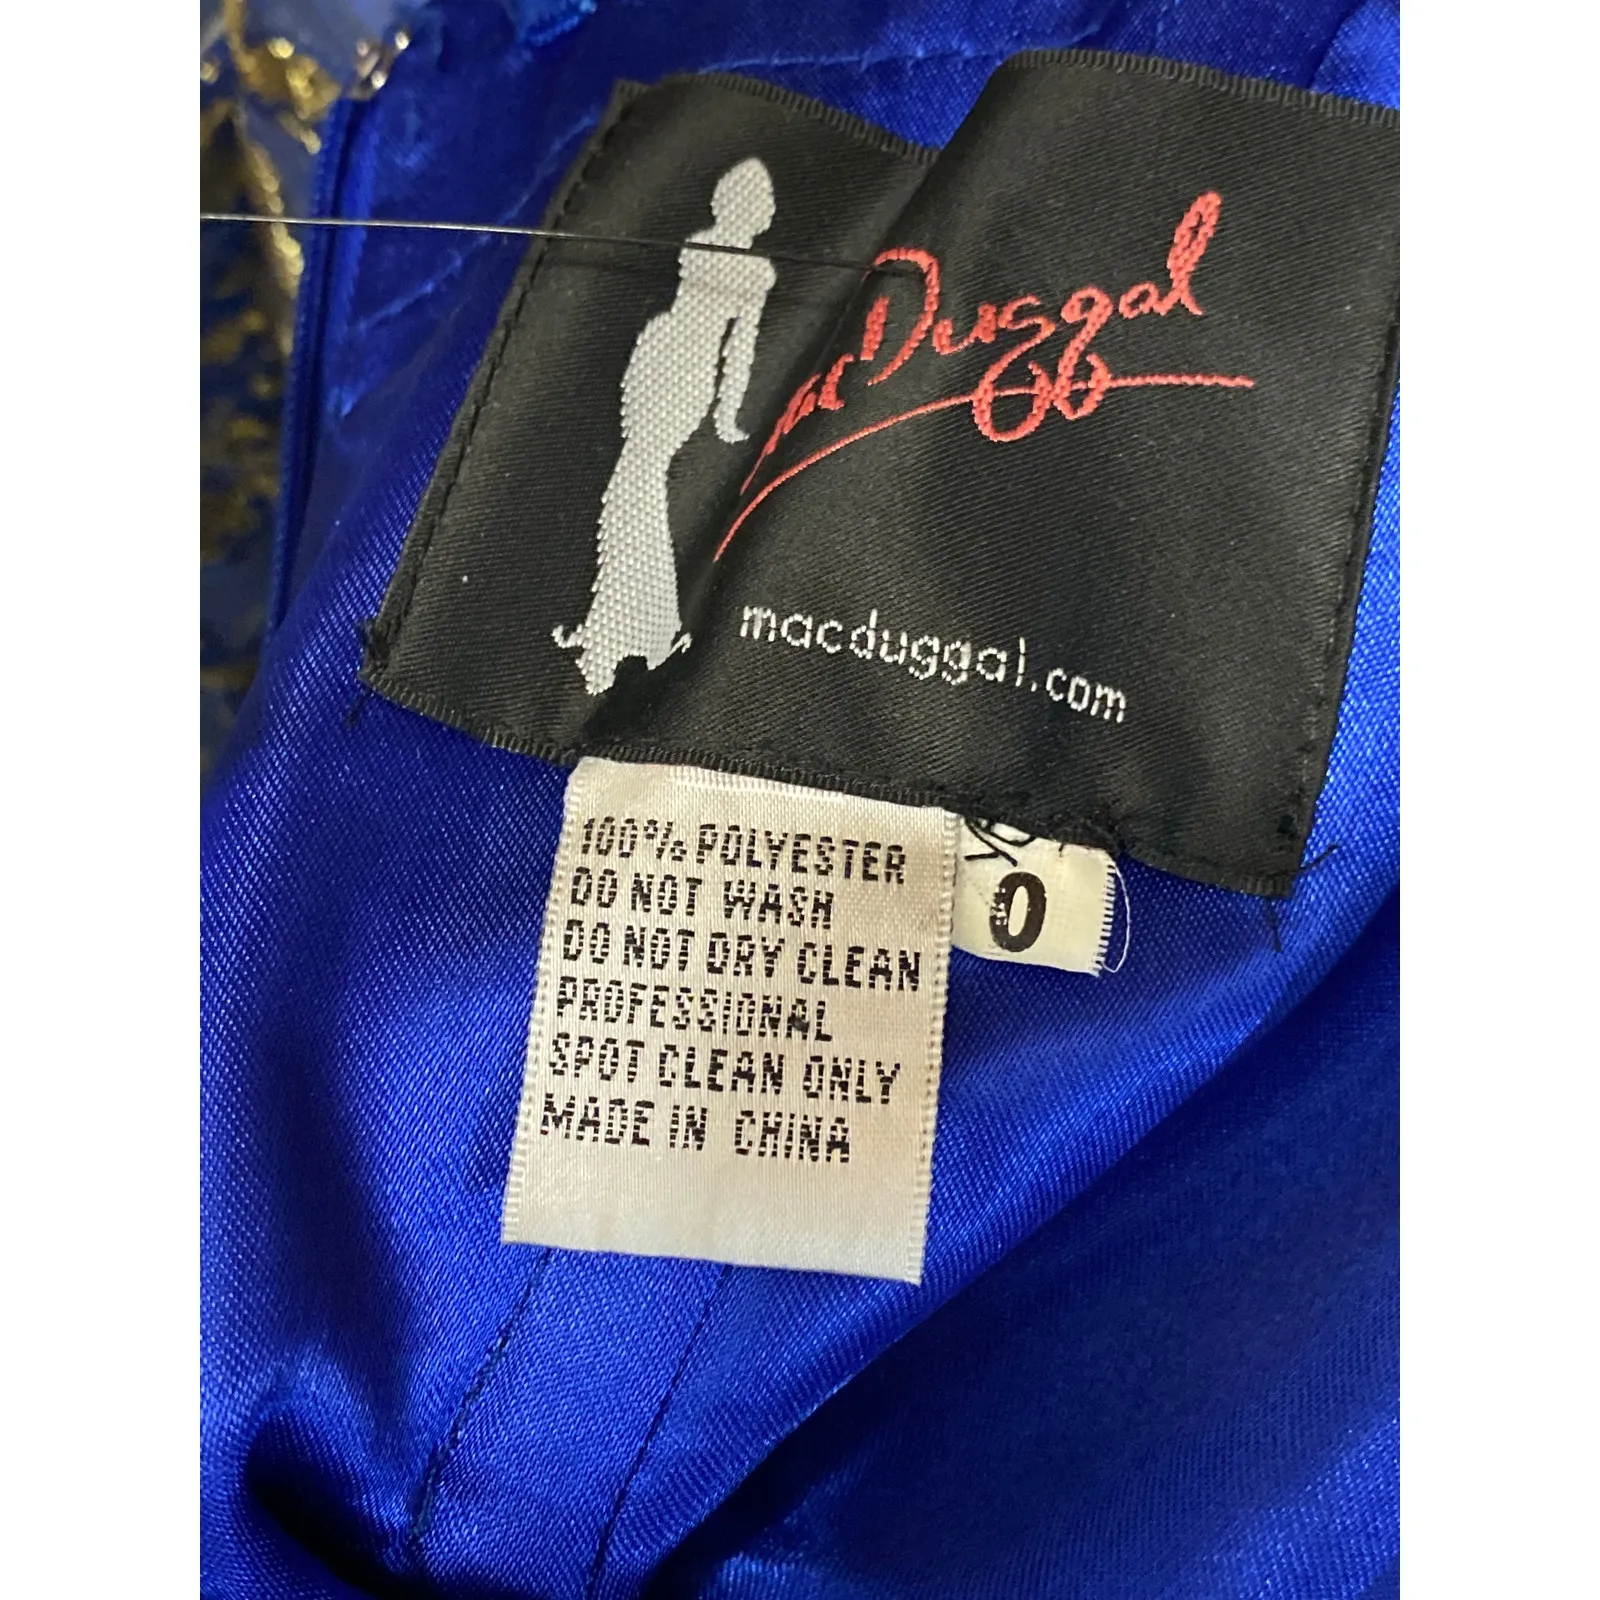 Mac Duggal
macduggal.com
100% POLYESTER
DO NOT WASH
DO NOT DRY CLEAN
PROFESSIONAL
SPOT CLEAN ONLY
MADE IN CHINA
0